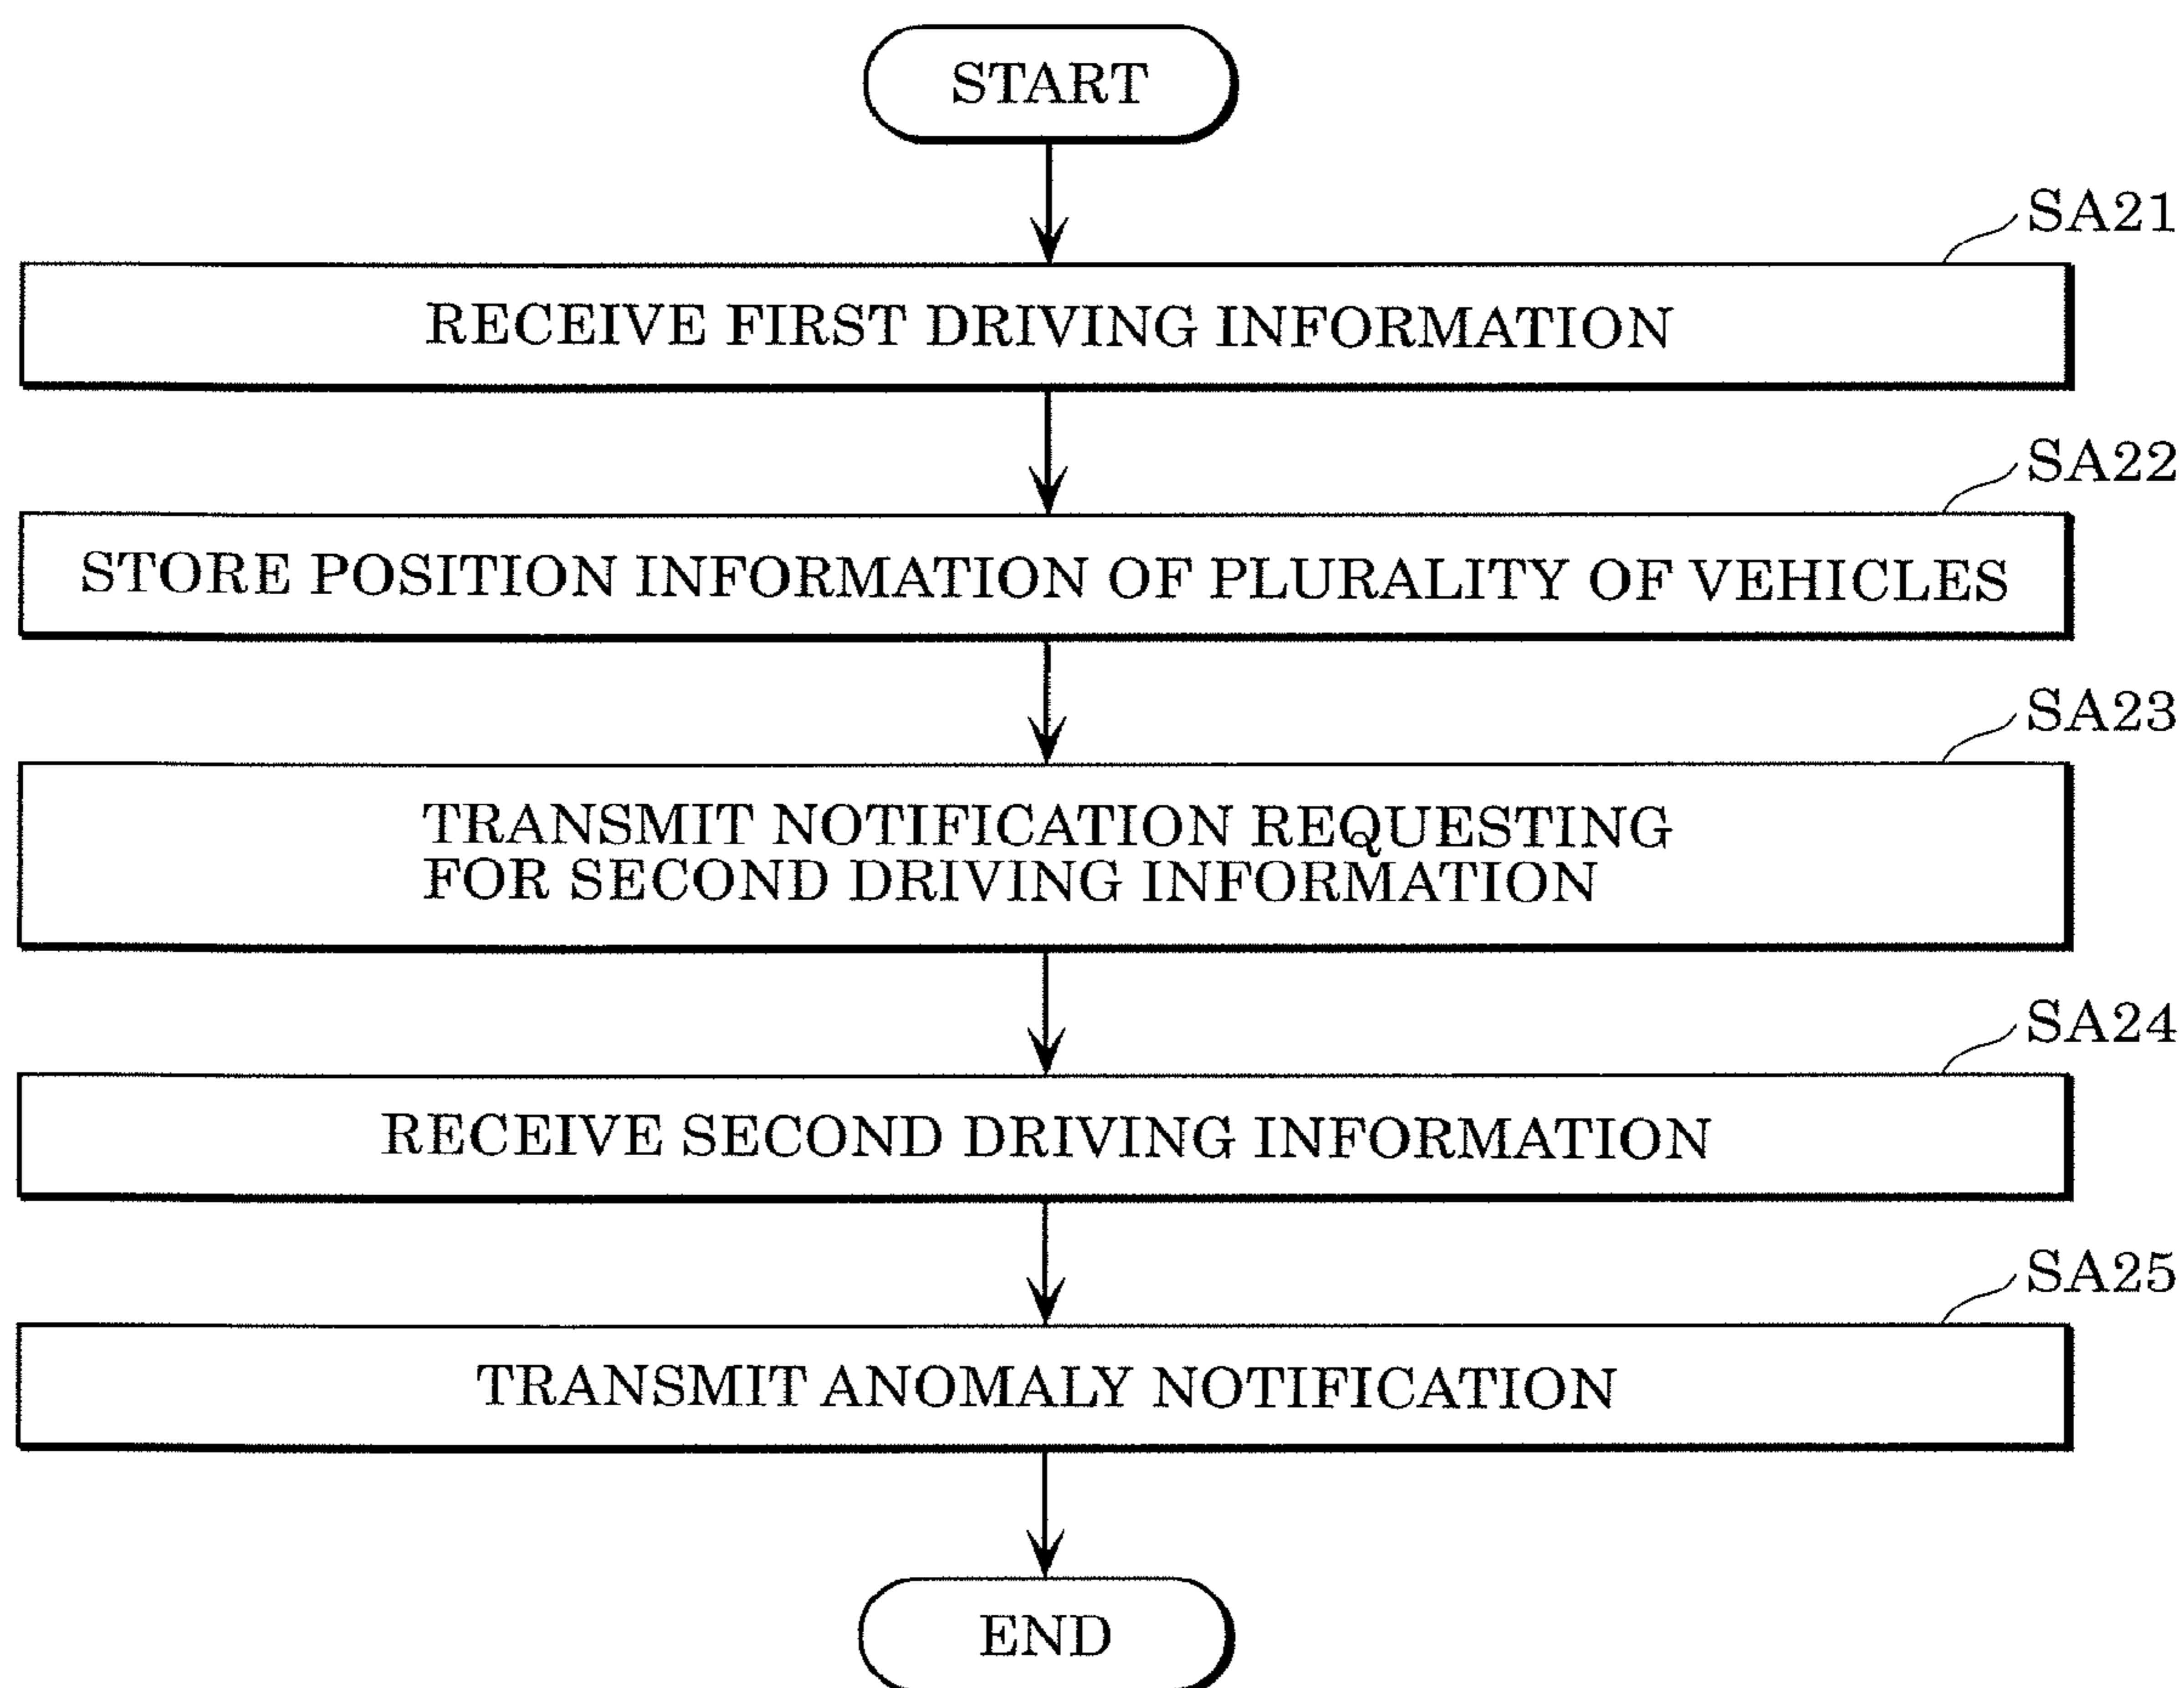 START
SA21
RECEIVE FIRST DRIVING INFORMATION
SA22
STORE POSITION INFORMATION OF PLURALITY OF VEHICLES
SA23
TRANSMIT NOTIFICATION REQUESTING
FOR SECOND DRIVING INFORMATION
SA24
RECEIVE SECOND DRIVING INFORMATION
SA25
TRANSMIT ANOMALY NOTIFICATION
END